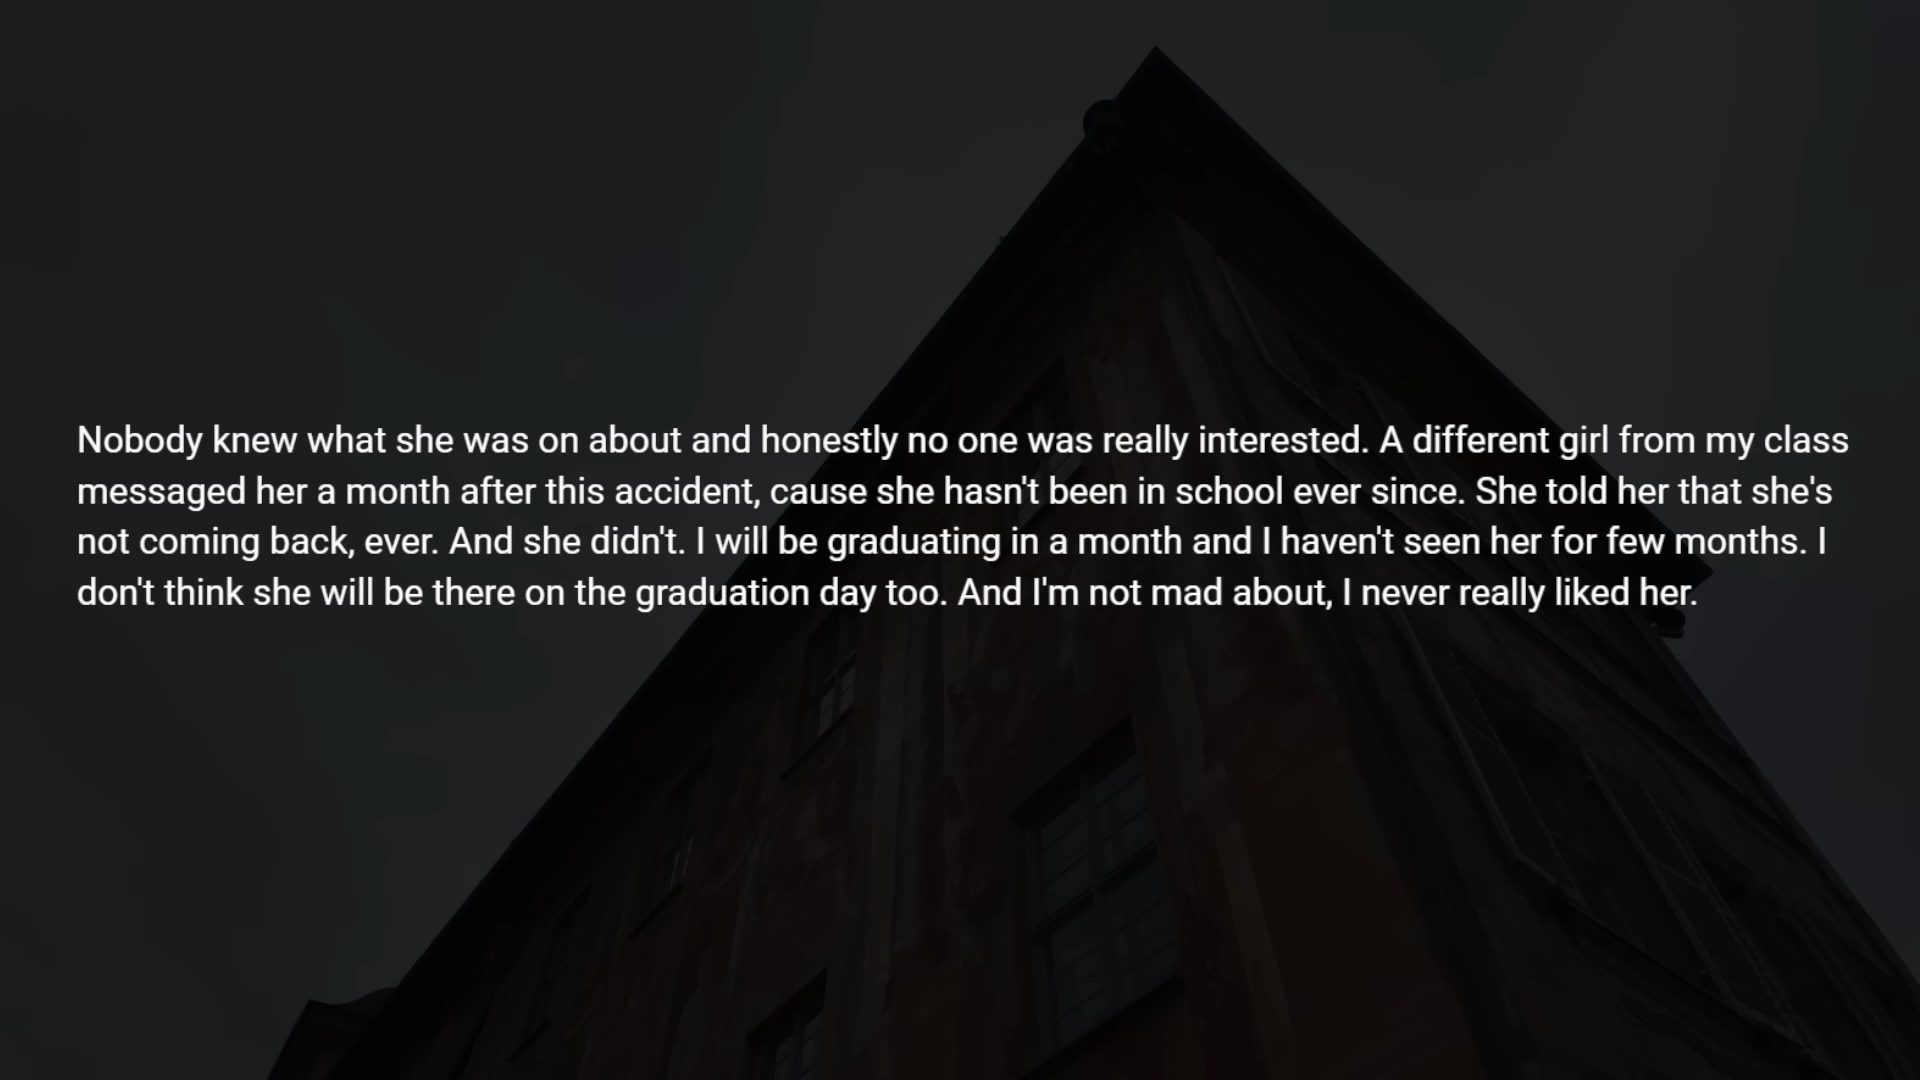 Nobody knew what she was on about and honestly no one was really interested. A different girl from my class
messaged her a month after this accident, cause she hasn't been in school ever since. She told her that she's
not coming back, ever. And she didn't. I will be graduating in a month and I haven't seen her for few months. I
don't think she will be there on the graduation day too. And I'm not mad about, I never really liked her.